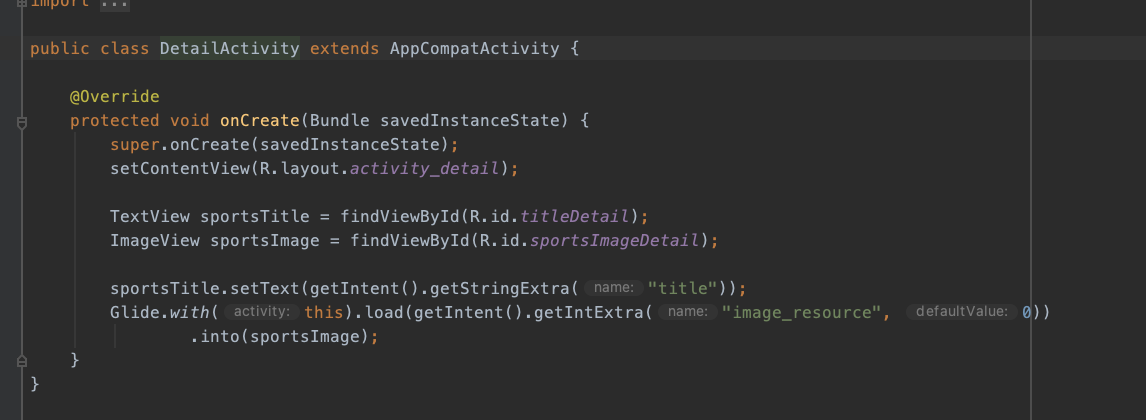 import ...
public class DetailActivity extends AppCompatActivity {
@Override
protected void onCreate(Bundle savedInstanceState) {
super.onCreate(savedInstanceState);
setContentView(R.layout.activity_detail);
TextView sportsTitle = findViewById(R.id.titleDetail);
ImageView sportsImage = findViewById(R.id.sportsImageDetail);
sportsTitle.setText(getIntent().getStringExtra( name: "title"));
Glide.with( activity: this).load(getIntent().getIntExtra( name: "image_resource", defaultValue: 0))
.into(sportsImage);
}
}